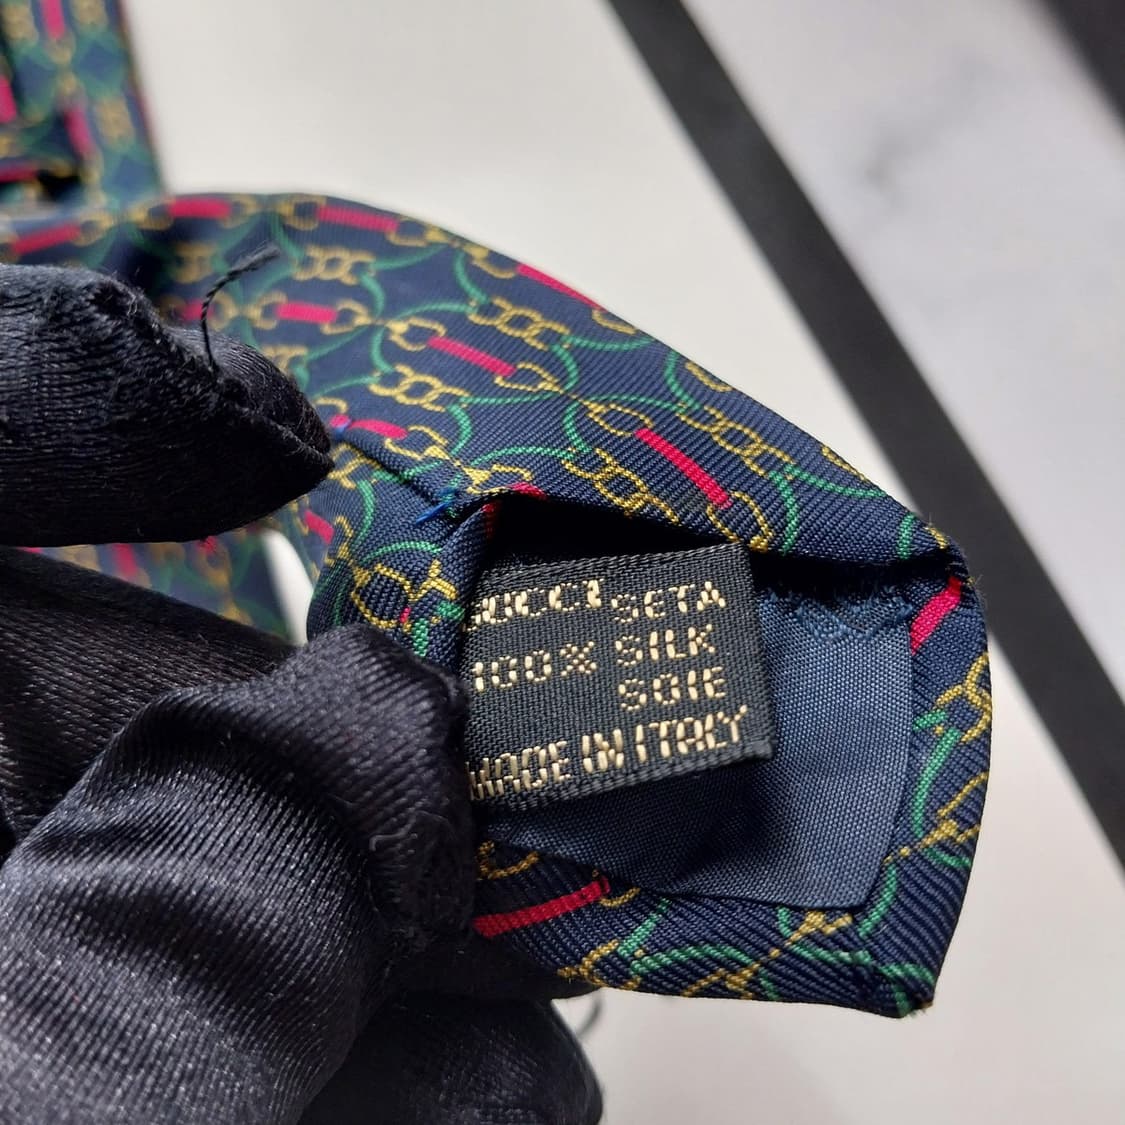 GUCCI SETA
100% SILK
SOIE
MADE IN ITALY